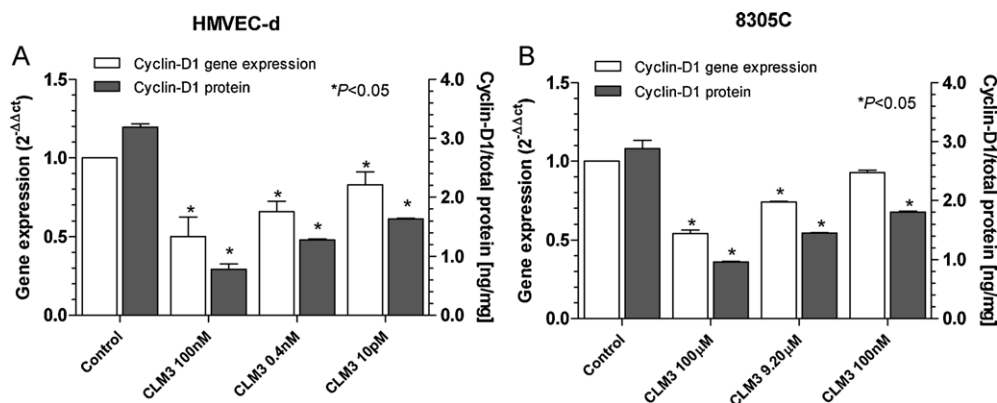 HMVEC-d
A
Cyclin-D1 gene expression
Cyclin-D1 protein
*P<0.05
Gene expression (2^-ΔΔct)
1.5
1.0
0.5
0.0
Cyclin-D1/total protein [ng/mg]
4.0
3.0
2.0
1.0
0.0
* * * * * *
Control
CLM3 100nM
CLM3 0.4nM
CLM3 10pM
8305C
B
Cyclin-D1 gene expression
Cyclin-D1 protein
*P<0.05
Gene expression (2^-ΔΔct)
1.5
1.0
0.5
0.0
Cyclin-D1/total protein [ng/mg]
4.0
3.0
2.0
1.0
0.0
* * * * *
Control
CLM3 100µM
CLM3 9.20µM
CLM3 100nM